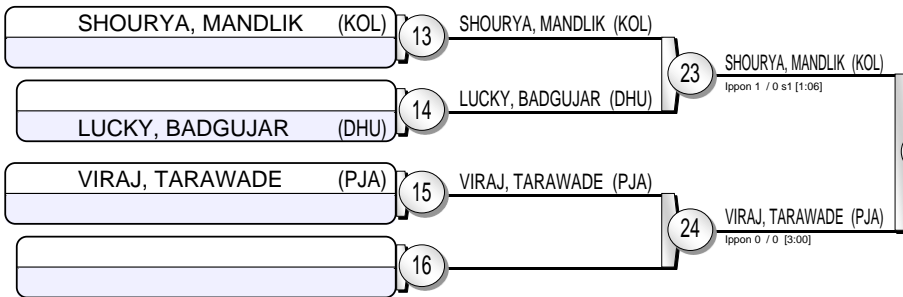 SHOURYA, MANDLIK (KOL)
13
SHOURYA, MANDLIK (KOL)
23
SHOURYA, MANDLIK (KOL)
Ippon 1 / 0 s1 [1:06]
14
LUCKY, BADGUJAR (DHU)
LUCKY, BADGUJAR (DHU)
VIRAJ, TARAWADE (PJA)
15
VIRAJ, TARAWADE (PJA)
24
VIRAJ, TARAWADE (PJA)
Ippon 0 / 0 [3:00]
16